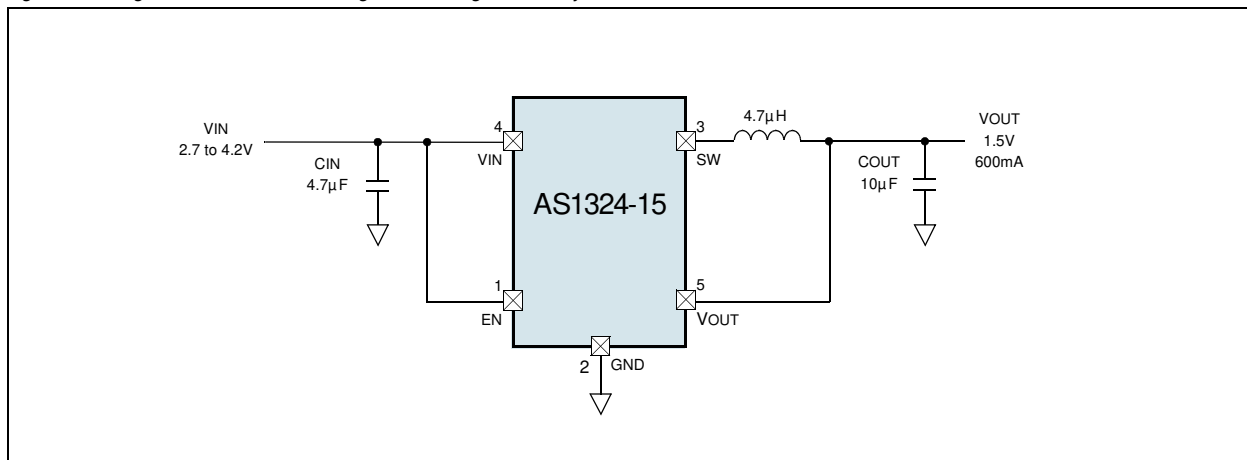 VIN
2.7 to 4.2V
CIN
4.7µF
4
VIN
1
EN
AS1324-15
2
GND
3
SW
4.7µH
5
VOUT
COUT
10µF
VOUT
1.5V
600mA